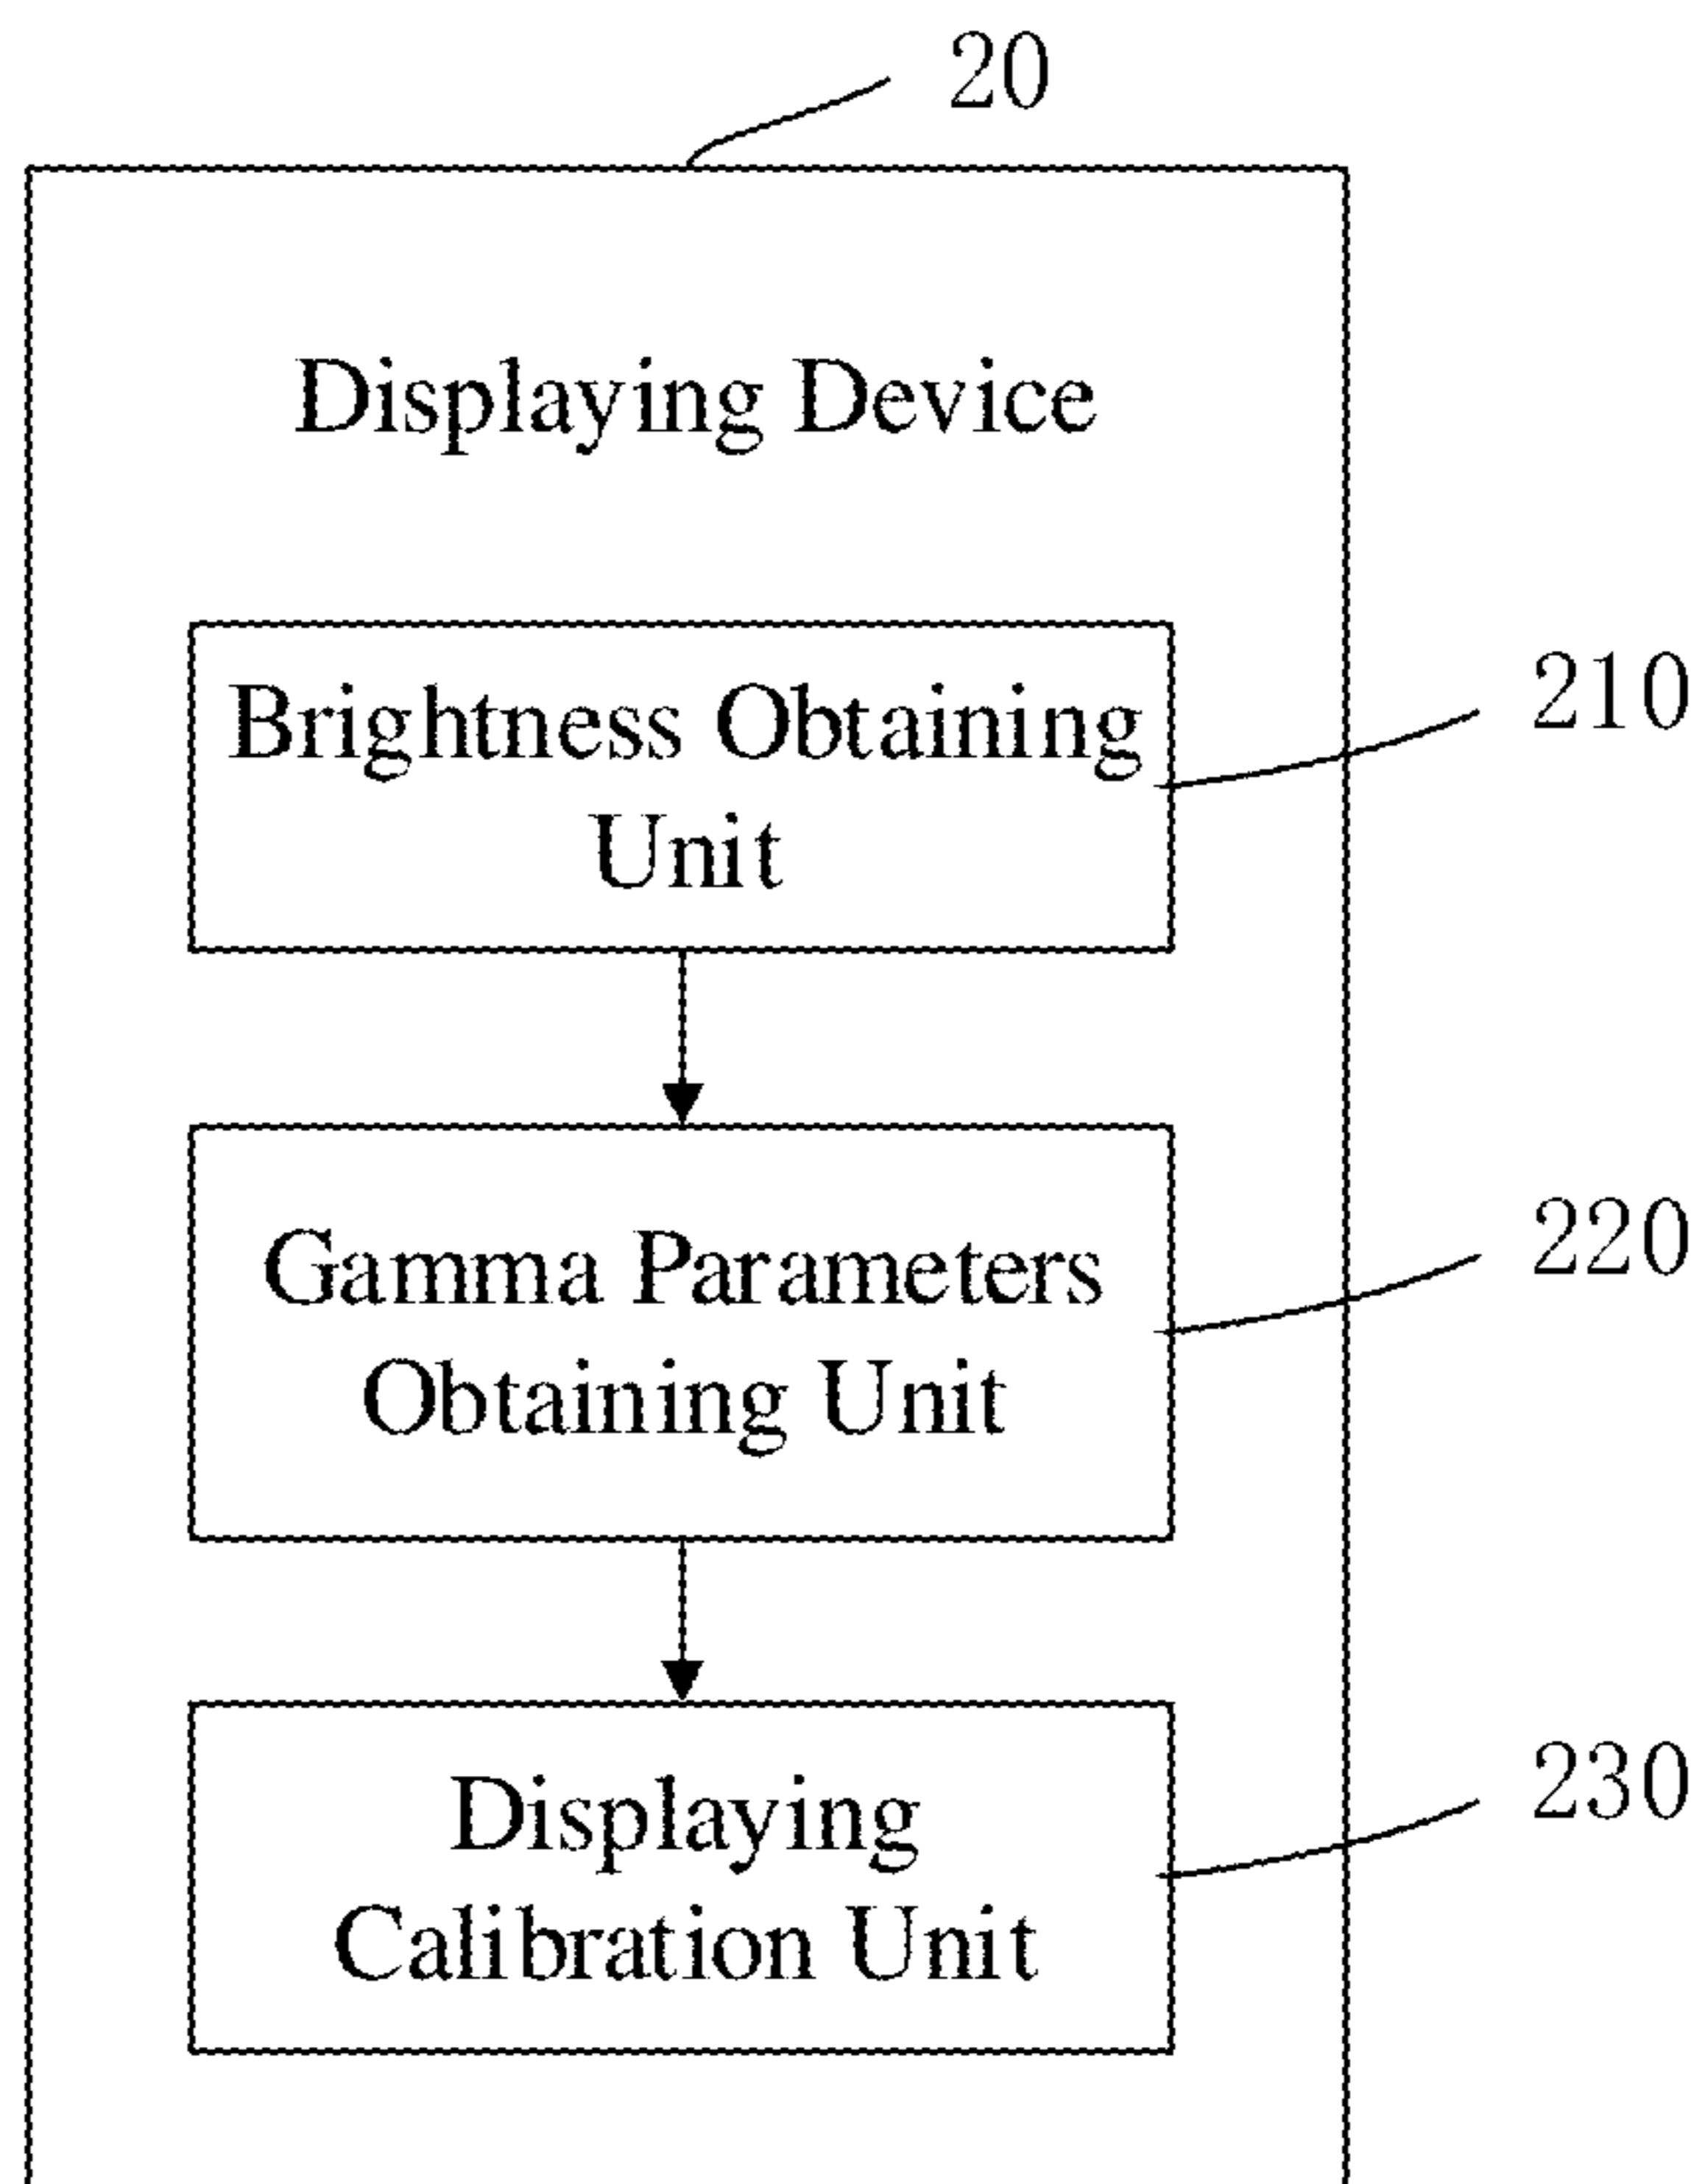 20
Displaying Device
Brightness Obtaining
Unit
210
Gamma Parameters
Obtaining Unit
220
Displaying
Calibration Unit
230